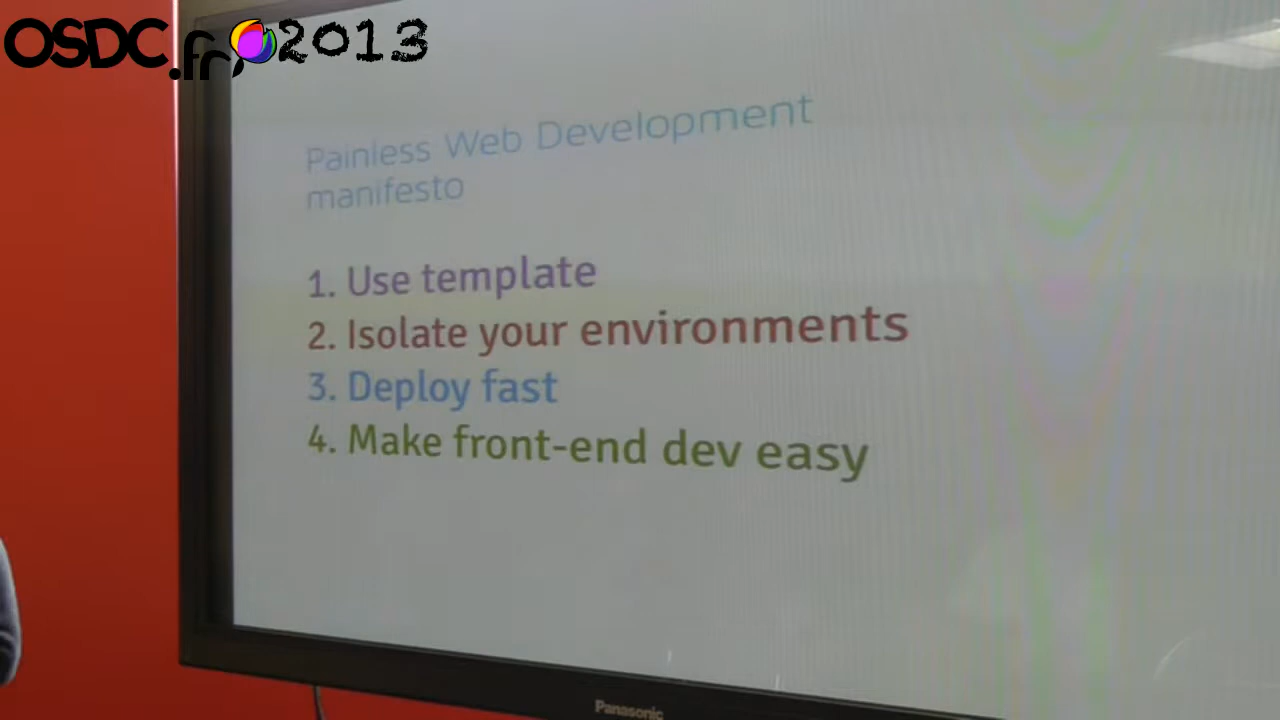 OSDC.fr 2013
Painless Web Development
manifesto
1. Use template
2. Isolate your environments
3. Deploy fast
4. Make front-end dev easy
Panasonic